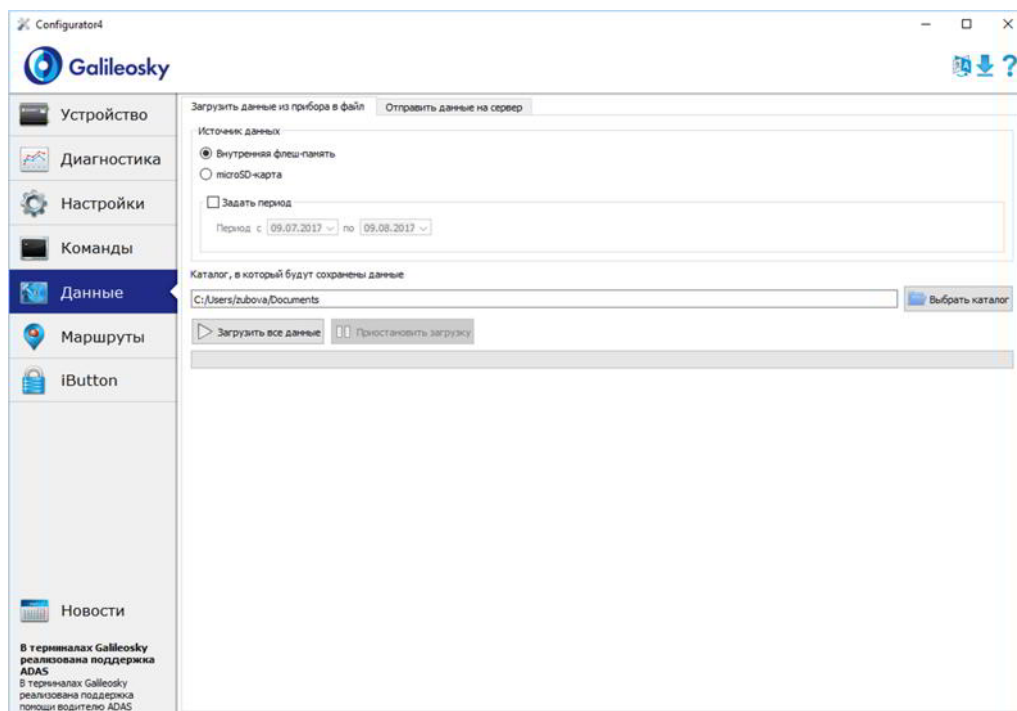 Configurator4
Galileosky
Устройство
Диагностика
Настройки
Команды
Данные
Маршруты
iButton
Загрузить данные из прибора в файл
Отправить данные на сервер
Источник данных
Внутренняя флеш-память
microSD-карта
Задать период
Период с 09.07.2017 по 09.08.2017
Каталог, в который будут сохранены данные
C:/Users/zubova/Documents
Выбрать каталог
Загрузить все данные
Приостановить загрузку
Новости
В терминалах Galileosky
реализована поддержка
ADAS
В терминалах Galileosky
реализована поддержка
помощи водителю ADAS